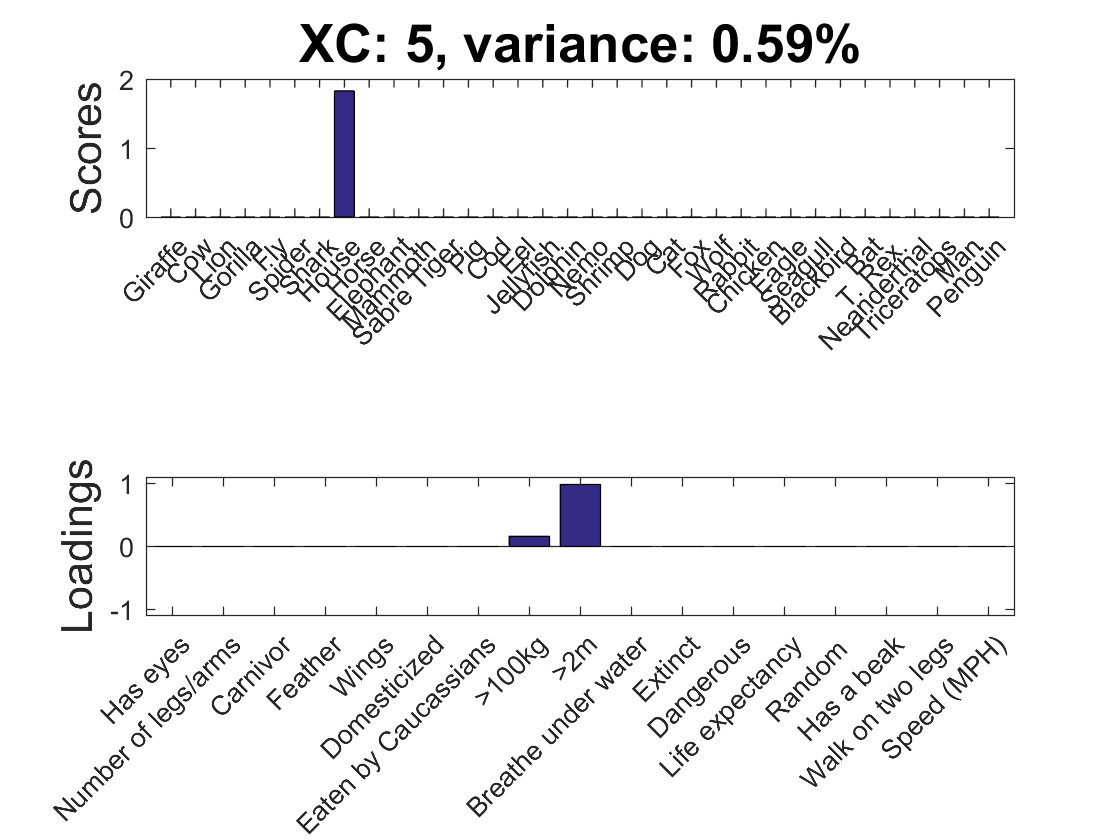 XC: 5, variance: 0.59%
Scores
2
1
0
Giraffe
Cow
Lion
Gorilla
Fly
Spider
Shark
House
Horse
Elephant
Mammoth
Sabre Tiger
Pig
Cod
Eel
Jellyfish
Dolphin
Nemo
Shrimp
Dog
Cat
Fox
Wolf
Rabbit
Chicken
Eagle
Seagull
Blackbird
Bat
T. Rex
Neanderthal
Triceratops
Man
Penguin
Loadings
1
0
-1
Has eyes
Number of legs/arms
Carnivor
Feather
Wings
Domesticized
Eaten by Caucassians
>100kg
>2m
Breathe under water
Extinct
Dangerous
Life expectancy
Random
Has a beak
Walk on two legs
Speed (MPH)